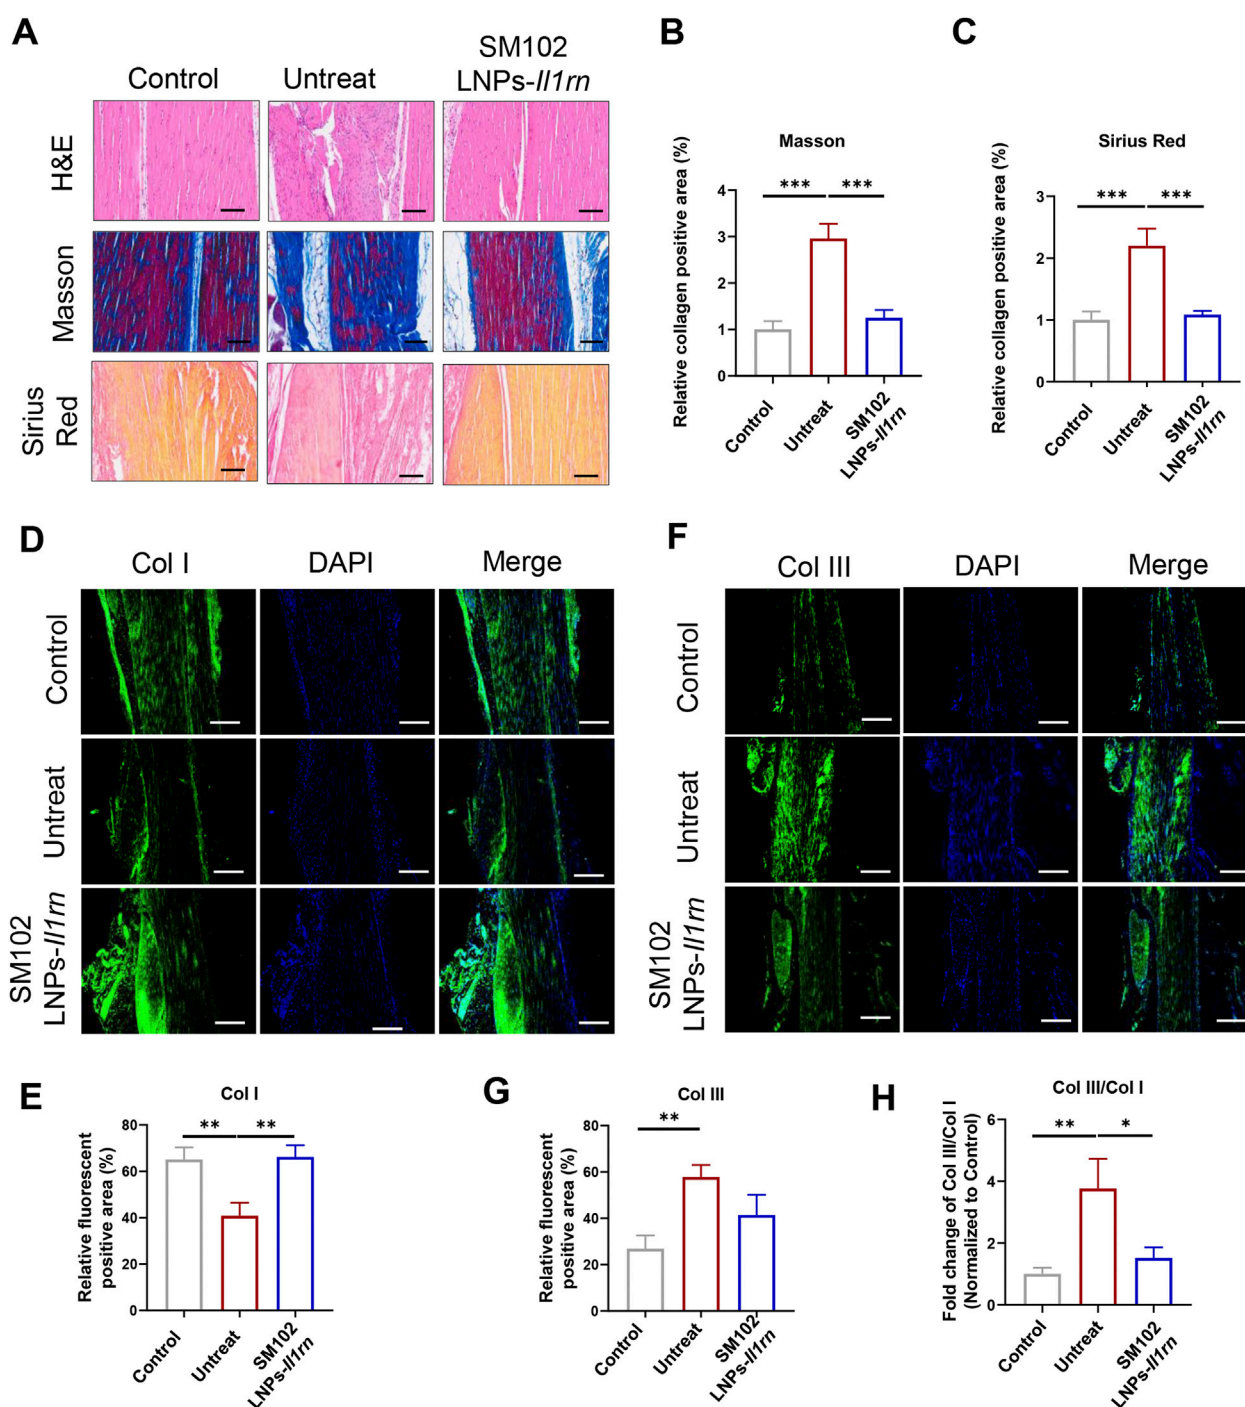 A
Control
Untreat
SM102
LNPs-Il1rn
H&E
Masson
Sirius
Red
B
Masson
Relative collagen positive area (%)
4
3
2
1
0
***
***
Control
Untreat
SM102
LNPs-Il1rn
C
Sirius Red
Relative collagen positive area (%)
3
2
1
0
***
***
Control
Untreat
SM102
LNPs-Il1rn
D
Col I
DAPI
Merge
Control
Untreat
SM102
LNPs-Il1rn
F
Col III
DAPI
Merge
Control
Untreat
SM102
LNPs-Il1rn
E
Col I
Relative fluorescent
positive area (%)
80
60
40
20
0
**
**
Control
Untreat
SM102
LNPs-Il1rn
G
Col III
Relative fluorescent
positive area (%)
80
60
40
20
0
**
Control
Untreat
SM102
LNPs-Il1rn
H
Col III/Col I
Fold change of Col III/Col I
(Normalized to Control)
6
4
2
0
**
*
Control
Untreat
SM102
LNPs-Il1rn